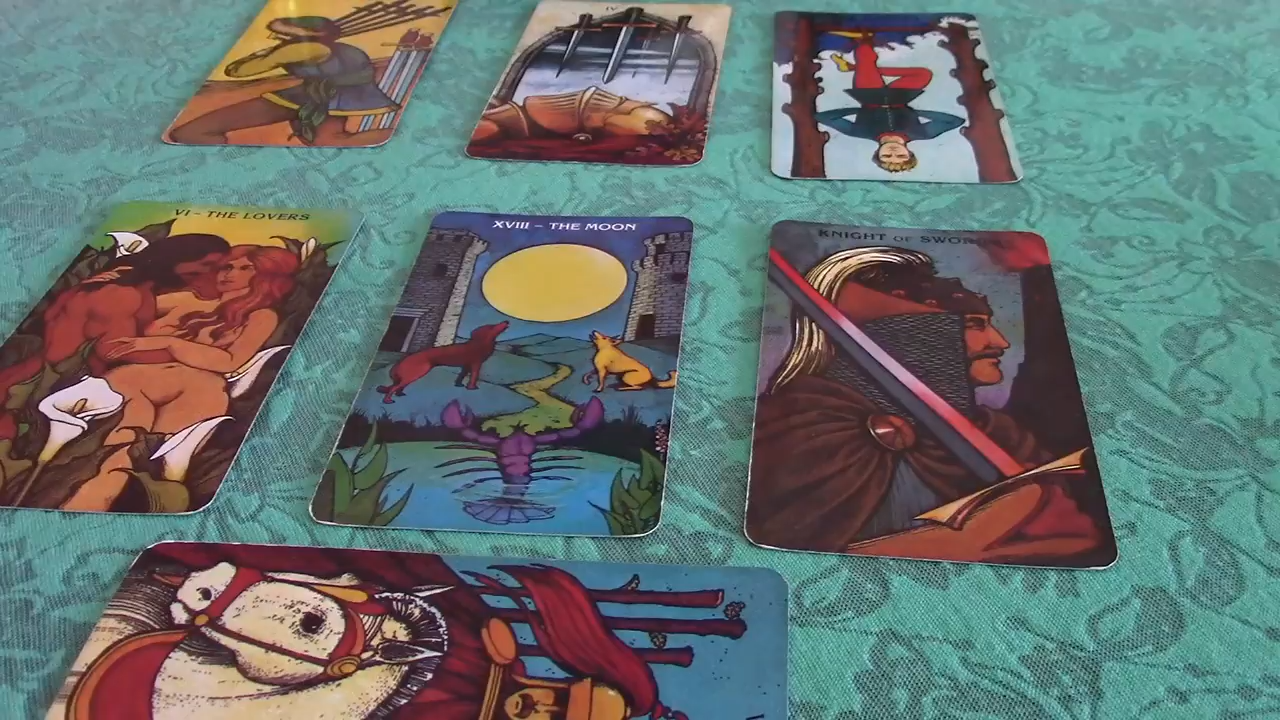 IV
VI – THE LOVERS
XVIII – THE MOON
KNIGHT OF SWORDS